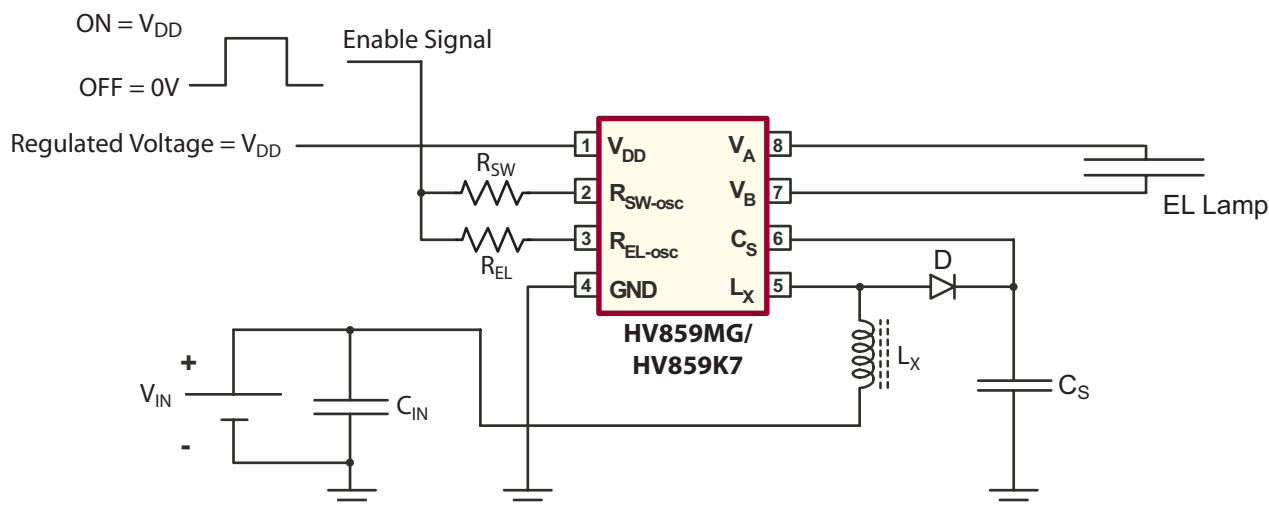 ON = VDD
Enable Signal
OFF = 0V
Regulated Voltage = VDD
1 VDD
VA 8
RSW
2 RSW-osc
VB 7
EL Lamp
3 REL-osc
CS 6
REL
D
4 GND
LX 5
HV859MG/
HV859K7
+
LX
VIN
CIN
CS
-